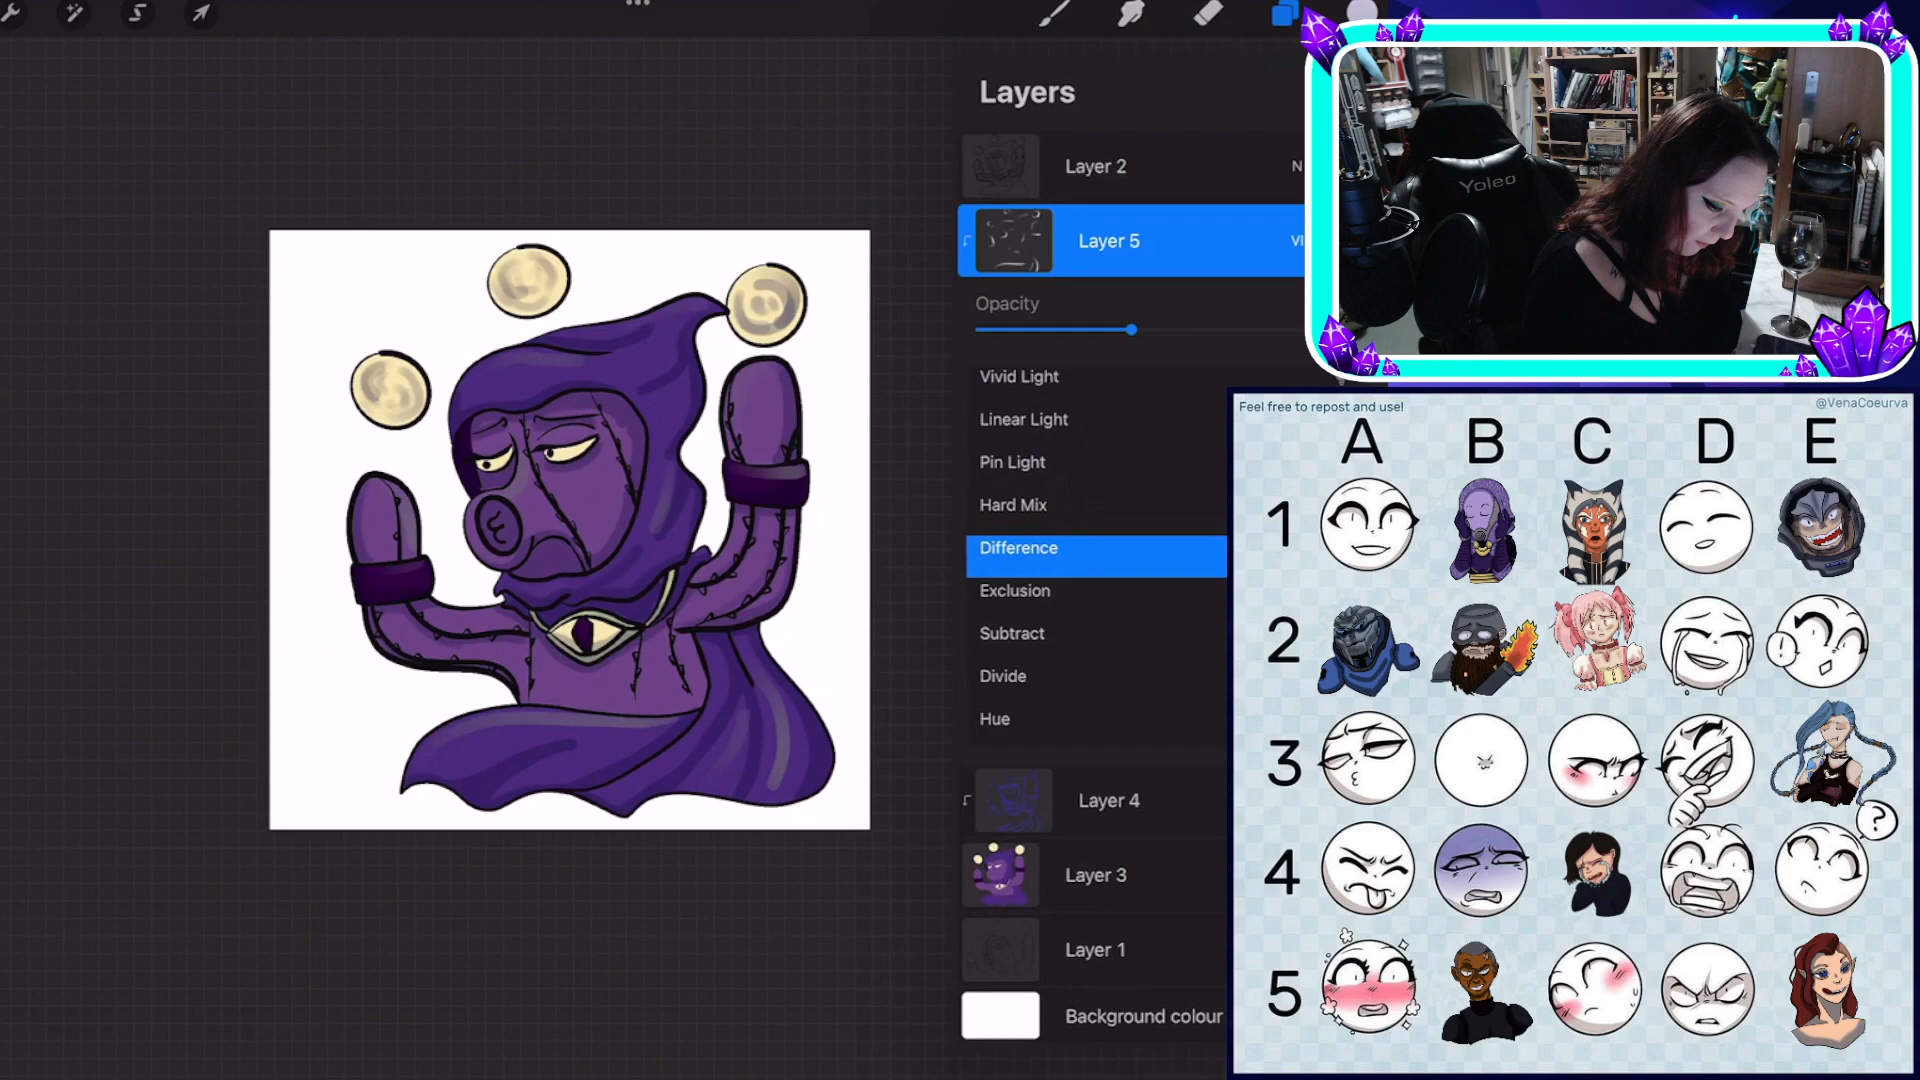 Layers
Layer 2
N
Layer 5
VI
Opacity
Vivid Light
Linear Light
Pin Light
Hard Mix
Difference
Exclusion
Subtract
Divide
Hue
Layer 4
Layer 3
Layer 1
Background colour
Yoleo
Feel free to repost and use!
@VenaCoeurva
A B C D E
1
2
!
3
?
4
5